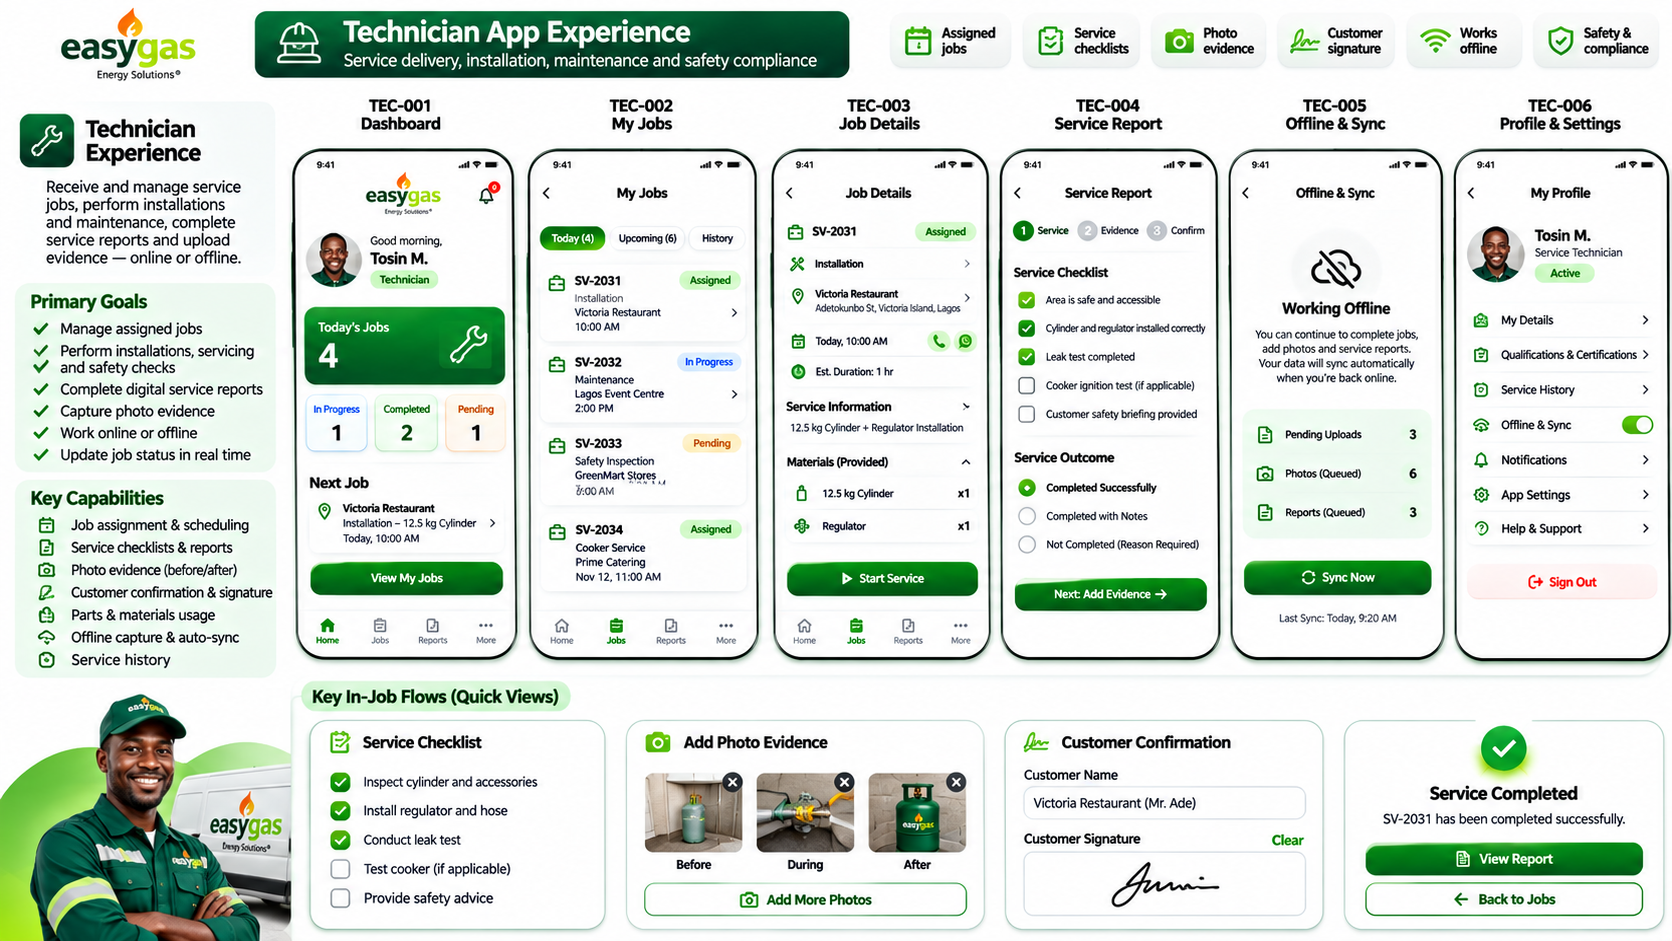 easygas
Energy Solutions®
Technician App Experience
Service delivery, installation, maintenance and safety compliance
Assigned
jobs
Service
checklists
Photo
evidence
Customer
signature
Works
offline
Safety &
compliance
Technician
Experience
Receive and manage service
jobs, perform installations
and maintenance, complete
service reports and upload
evidence — online or offline.
Primary Goals
Manage assigned jobs
Perform installations, servicing
and safety checks
Complete digital service reports
Capture photo evidence
Work online or offline
Update job status in real time
Key Capabilities
Job assignment & scheduling
Service checklists & reports
Photo evidence (before/after)
Customer confirmation & signature
Parts & materials usage
Offline capture & auto-sync
Service history
easygas
easygas
easygas
Energy Solutions®
TEC-001
Dashboard
9:41
easygas
Energy Solutions®
Good morning,
Tosin M.
Technician
Today's Jobs
4
In Progress
1
Completed
2
Pending
1
Next Job
Victoria Restaurant
Installation – 12.5 kg Cylinder
Today, 10:00 AM
View My Jobs
Home
Jobs
Reports
More
TEC-002
My Jobs
9:41
My Jobs
Today (4)
Upcoming (6)
History
SV-2031
Assigned
Installation
Victoria Restaurant
10:00 AM
SV-2032
In Progress
Maintenance
Lagos Event Centre
2:00 PM
SV-2033
Pending
Safety Inspection
GreenMart Stores
:00 AM
SV-2034
Assigned
Cooker Service
Prime Catering
Nov 12, 11:00 AM
Home
Jobs
Reports
More
TEC-003
Job Details
9:41
Job Details
SV-2031
Assigned
Installation
Victoria Restaurant
Adetokunbo St, Victoria Island, Lagos
Today, 10:00 AM
Est. Duration: 1 hr
Service Information
12.5 kg Cylinder + Regulator Installation
Materials (Provided)
12.5 kg Cylinder x1
Regulator x1
Start Service
Home
Jobs
Reports
More
TEC-004
Service Report
9:41
Service Report
1 Service
2 Evidence
3 Confirm
Service Checklist
Area is safe and accessible
Cylinder and regulator installed correctly
Leak test completed
Cooker ignition test (if applicable)
Customer safety briefing provided
Service Outcome
Completed Successfully
Completed with Notes
Not Completed (Reason Required)
Next: Add Evidence →
TEC-005
Offline & Sync
9:41
Offline & Sync
Working Offline
You can continue to complete jobs,
add photos and service reports.
Your data will sync automatically
when you're back online.
Pending Uploads 3
Photos (Queued) 6
Reports (Queued) 3
Sync Now
Last Sync: Today, 9:20 AM
TEC-006
Profile & Settings
9:41
My Profile
Tosin M.
Service Technician
Active
My Details
Qualifications & Certifications
Service History
Offline & Sync
Notifications
App Settings
Help & Support
Sign Out
Key In-Job Flows (Quick Views)
Service Checklist
Inspect cylinder and accessories
Install regulator and hose
Conduct leak test
Test cooker (if applicable)
Provide safety advice
Add Photo Evidence
easygas
Before
During
After
Add More Photos
Customer Confirmation
Customer Name
Victoria Restaurant (Mr. Ade)
Customer Signature
Clear
Service Completed
SV-2031 has been completed successfully.
View Report
← Back to Jobs